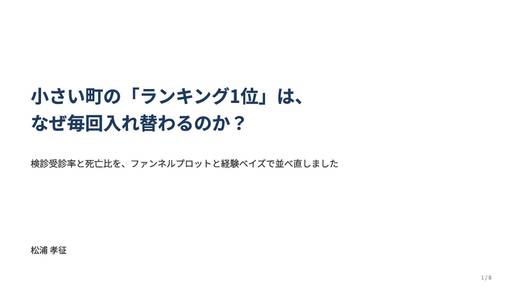 小さい町の「ランキング1位」は、
なぜ毎回入れ替わるのか？
検診受診率と死亡比を、ファンネルプロットと経験ベイズで並べ直しました
松浦 孝征
1 / 8